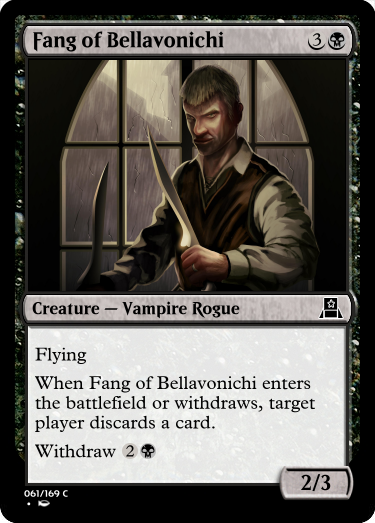 Fang of Bellavonichi 3
Creature — Vampire Rogue
Flying
When Fang of Bellavonichi enters
the battlefield or withdraws, target
player discards a card.
Withdraw 2
2/3
061/169 C